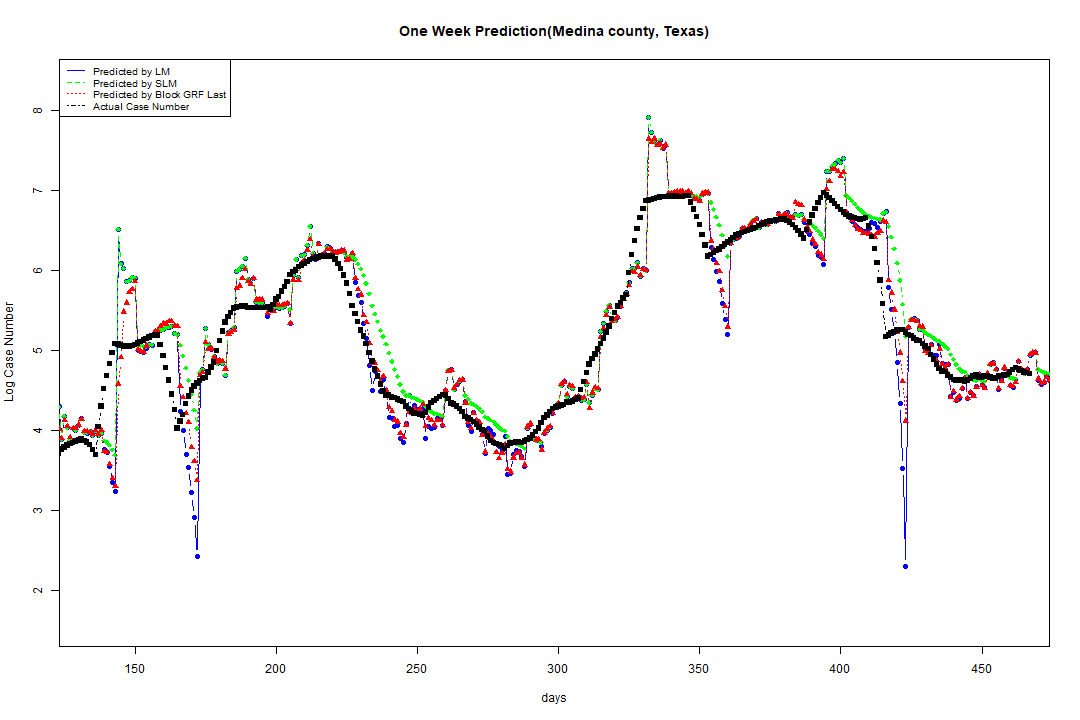 One Week Prediction(Medina county, Texas)
Predicted by LM
Predicted by SLM
Predicted by Block GRF Last
Actual Case Number
Log Case Number
8
7
6
5
4
3
2
150 200 250 300 350 400 450
days